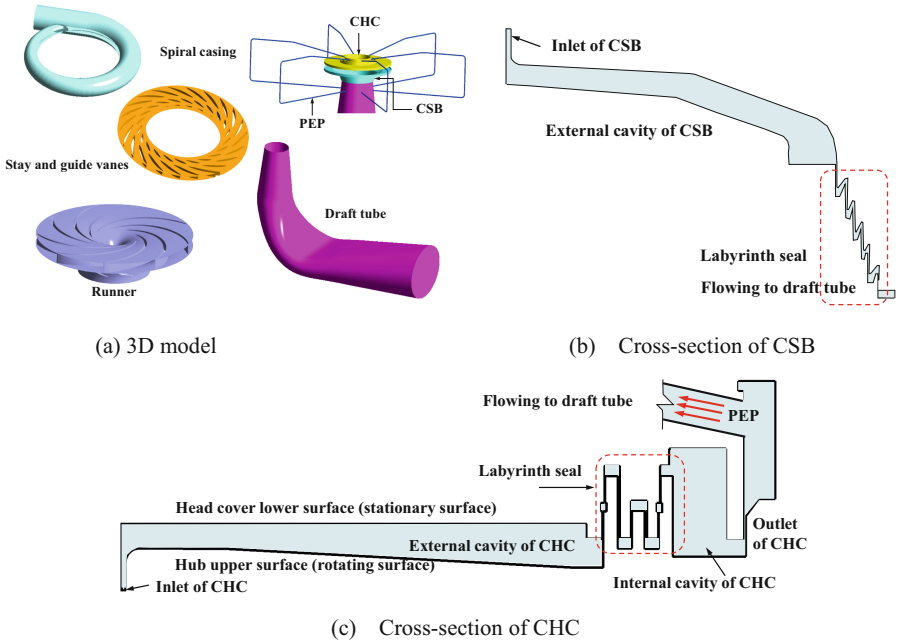 CHC
Spiral casing
PEP
CSB
Stay and guide vanes
Draft tube
Runner
(a) 3D model
Inlet of CSB
External cavity of CSB
Labyrinth seal
Flowing to draft tube
(b) Cross-section of CSB
Flowing to draft tube
PEP
Labyrinth seal
Head cover lower surface (stationary surface)
External cavity of CHC
Outlet
of CHC
Hub upper surface (rotating surface)
Inlet of CHC
Internal cavity of CHC
(c) Cross-section of CHC